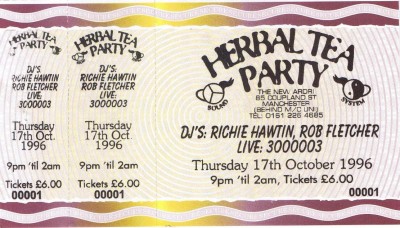 HERBAL TEA
PARTY
DJ'S:
RICHIE HAWTIN
ROB FLETCHER
LIVE:
3000003
Thursday
17th Oct.
1996
9pm 'til 2am
Tickets £6.00
00001
HERBAL TEA
PARTY
DJ'S:
RICHIE HAWTIN
ROB FLETCHER
LIVE:
3000003
Thursday
17th Oct.
1996
9pm 'til 2am
Tickets £6.00
00001
HERBAL TEA
PARTY
SOUND
SYSTEM
THE NEW ARDRI
85 COUPLAND ST
MANCHESTER
(BEHIND M/C UNI)
TEL: 0161 226 4685
DJ'S: RICHIE HAWTIN, ROB FLETCHER
LIVE: 3000003
Thursday 17th October 1996
9pm 'til 2am, Tickets £6.00
00001